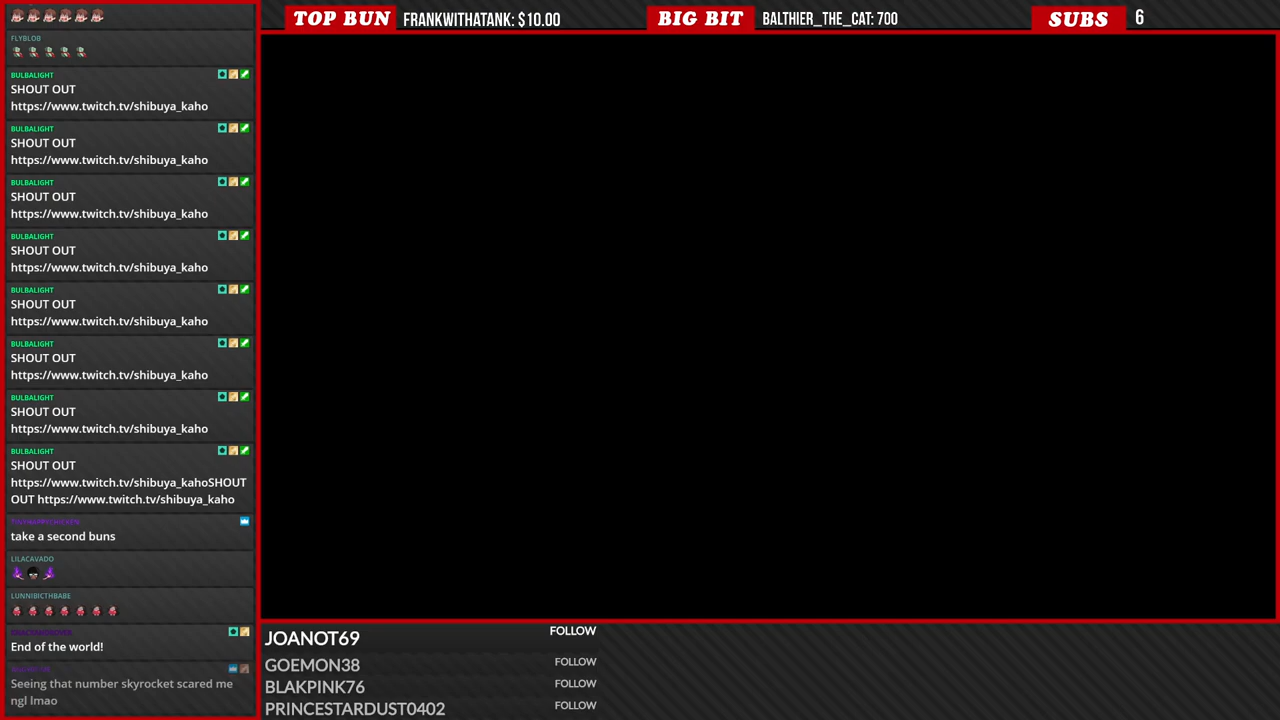 TOP BUN FRANKWITHATANK: $10.00 BIG BIT BALTHIER_THE_CAT: 700 SUBS 6
FLYBLOB
BULBALIGHT
SHOUT OUT
https://www.twitch.tv/shibuya_kaho
BULBALIGHT
SHOUT OUT
https://www.twitch.tv/shibuya_kaho
BULBALIGHT
SHOUT OUT
https://www.twitch.tv/shibuya_kaho
BULBALIGHT
SHOUT OUT
https://www.twitch.tv/shibuya_kaho
BULBALIGHT
SHOUT OUT
https://www.twitch.tv/shibuya_kaho
BULBALIGHT
SHOUT OUT
https://www.twitch.tv/shibuya_kaho
BULBALIGHT
SHOUT OUT
https://www.twitch.tv/shibuya_kaho
BULBALIGHT
SHOUT OUT
https://www.twitch.tv/shibuya_kahoSHOUT
OUT https://www.twitch.tv/shibuya_kaho
TINYHAPPYCHICKEN
take a second buns
LILACAVADO
LUNNIBICTHBABE
End of the world!
Seeing that number skyrocket scared me
ngl lmao
JOANOT69 FOLLOW
GOEMON38 FOLLOW
BLAKPINK76 FOLLOW
PRINCESTARDUST0402 FOLLOW